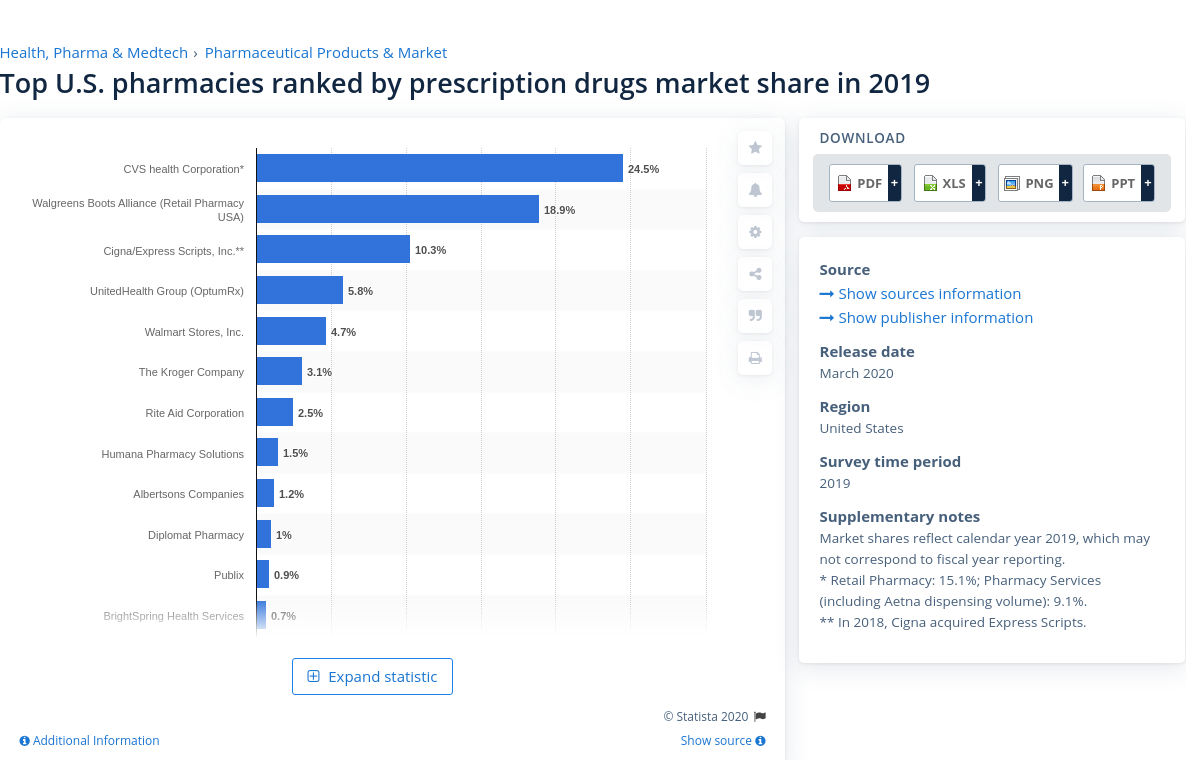 Health, Pharma & Medtech › Pharmaceutical Products & Market
Top U.S. pharmacies ranked by prescription drugs market share in 2019
CVS health Corporation* 24.5%
Walgreens Boots Alliance (Retail Pharmacy
USA) 18.9%
Cigna/Express Scripts, Inc.** 10.3%
UnitedHealth Group (OptumRx) 5.8%
Walmart Stores, Inc. 4.7%
The Kroger Company 3.1%
Rite Aid Corporation 2.5%
Humana Pharmacy Solutions 1.5%
Albertsons Companies 1.2%
Diplomat Pharmacy 1%
Publix 0.9%
BrightSpring Health Services 0.7%
Expand statistic
© Statista 2020
Additional Information
Show source
DOWNLOAD
PDF + XLS + PNG + PPT +
Source
Show sources information
Show publisher information
Release date
March 2020
Region
United States
Survey time period
2019
Supplementary notes
Market shares reflect calendar year 2019, which may
not correspond to fiscal year reporting.
* Retail Pharmacy: 15.1%; Pharmacy Services
(including Aetna dispensing volume): 9.1%.
** In 2018, Cigna acquired Express Scripts.